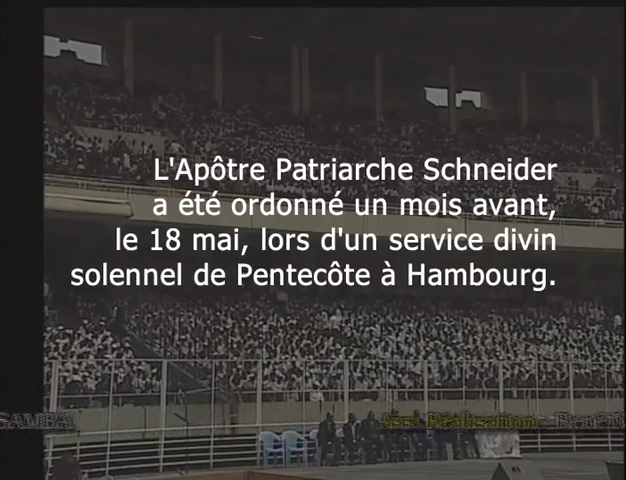 L'Apôtre Patriarche Schneider
a été ordonné un mois avant,
le 18 mai, lors d'un service divin
solennel de Pentecôte à Hambourg.
SAMBA